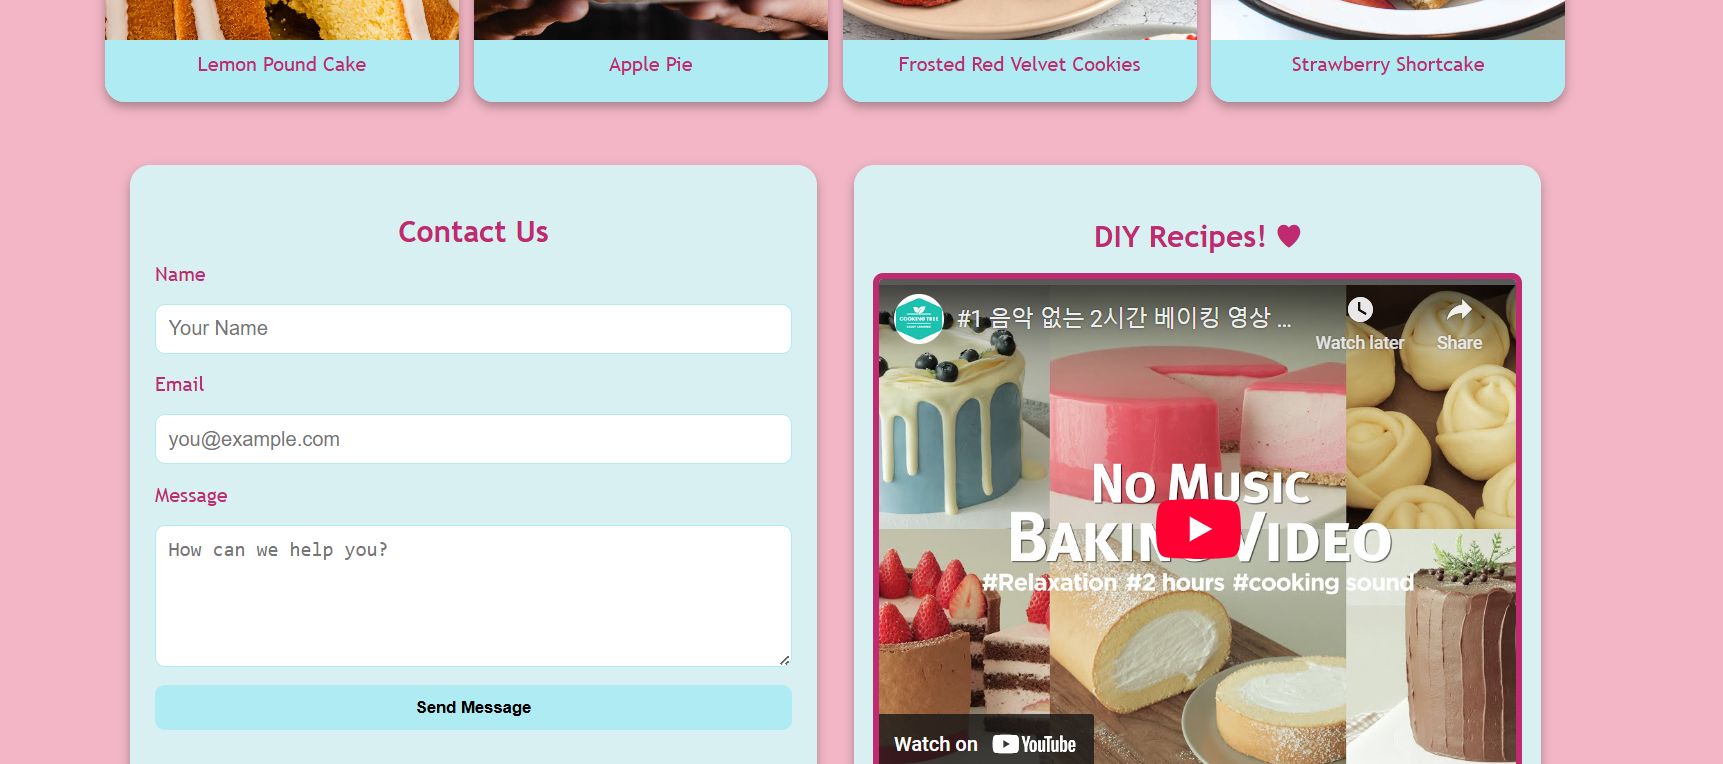 Lemon Pound Cake
Apple Pie
Frosted Red Velvet Cookies
Strawberry Shortcake
Contact Us
Name
Your Name
Email
you@example.com
Message
How can we help you?
Send Message
DIY Recipes! ♥
COOKING TREE
#1 음악 없는 2시간 베이킹 영상 ...
Watch later
Share
NO MUSIC
BAKING VIDEO
#Relaxation #2 hours #cooking sound
Watch on YouTube